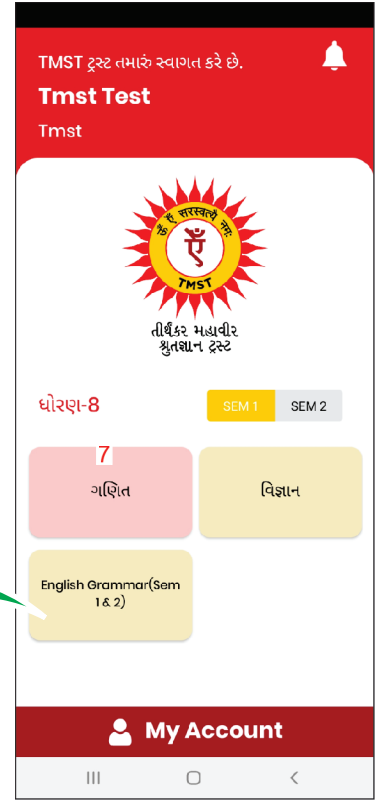 TMST ટ્રસ્ટ તમારું સ્વાગત કરે છે.
Tmst Test
Tmst
ॐ ऐँ सरस्वत्यै नमः
ऐँ
TMST
તીર્થંકર મહાવીર
શ્રુતજ્ઞાન ટ્રસ્ટ
ધોરણ-8
SEM 1 SEM 2
7
ગણિત
વિજ્ઞાન
English Grammar(Sem
1 & 2)
My Account